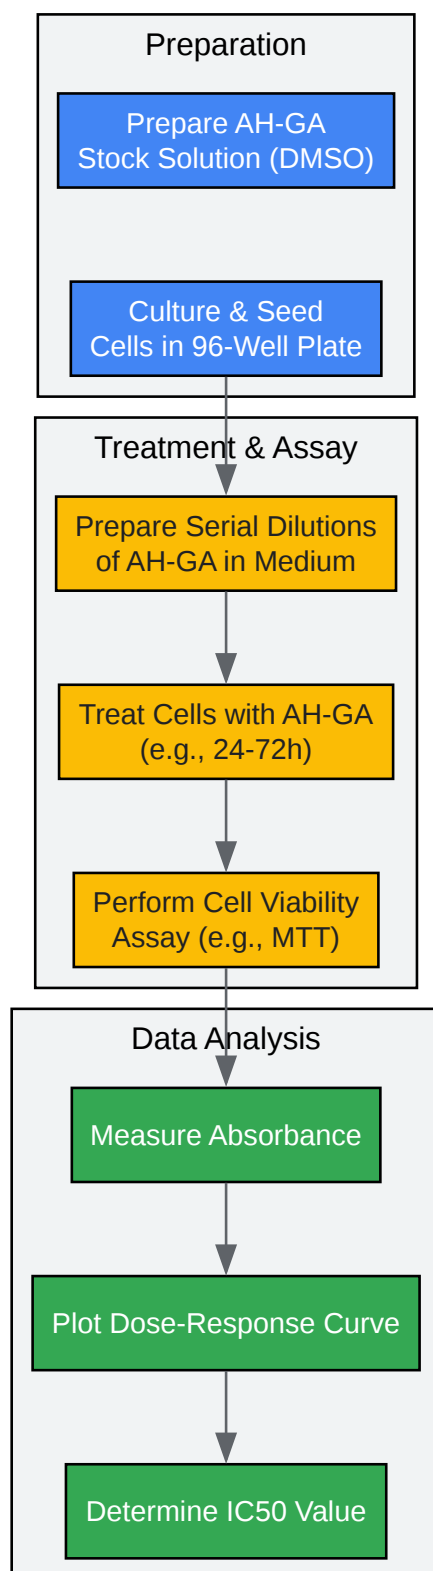 Preparation
Prepare AH-GA
Stock Solution (DMSO)
Culture & Seed
Cells in 96-Well Plate
Treatment & Assay
Prepare Serial Dilutions
of AH-GA in Medium
Treat Cells with AH-GA
(e.g., 24-72h)
Perform Cell Viability
Assay (e.g., MTT)
Data Analysis
Measure Absorbance
Plot Dose-Response Curve
Determine IC50 Value